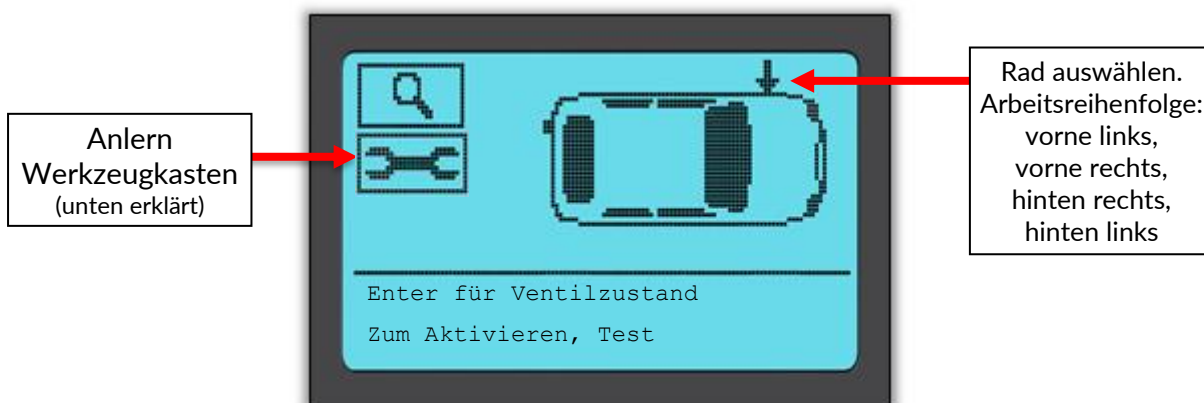 Anlern
Werkzeugkasten
(unten erklärt)
Enter für Ventilzustand
Zum Aktivieren, Test
Rad auswählen.
Arbeitsreihenfolge:
vorne links,
vorne rechts,
hinten rechts,
hinten links